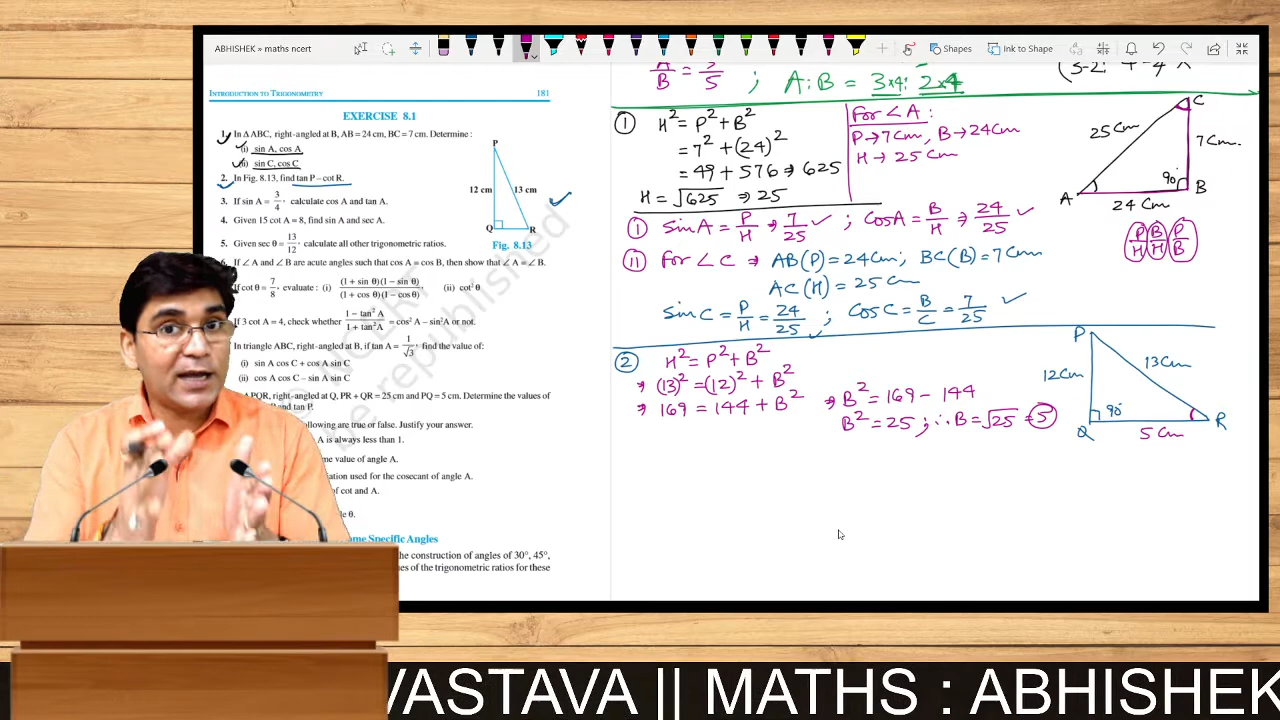 ABHISHEK » maths ncert
Shapes
Ink to Shape
INTRODUCTION TO TRIGONOMETRY 181
EXERCISE 8.1
1. In Δ ABC, right-angled at B, AB = 24 cm, BC = 7 cm. Determine :
(i) sin A, cos A
(ii) sin C, cos C
2. In Fig. 8.13, find tan P – cot R.
3. If sin A = 3/4, calculate cos A and tan A.
4. Given 15 cot A = 8, find sin A and sec A.
5. Given sec θ = 13/12, calculate all other trigonometric ratios.
6. If ∠ A and ∠ B are acute angles such that cos A = cos B, then show that ∠ A = ∠ B.
If cot θ = 7/8, evaluate : (i) (1 + sin θ)(1 – sin θ)/(1 + cos θ)(1 – cos θ) (ii) cot² θ
If 3 cot A = 4, check whether (1 – tan² A)/(1 + tan² A) = cos² A – sin² A or not.
In triangle ABC, right-angled at B, if tan A = 1/√3, find the value of:
(i) sin A cos C + cos A sin C
(ii) cos A cos C – sin A sin C
PQR, right-angled at Q, PR + QR = 25 cm and PQ = 5 cm. Determine the values of
and tan P.
following are true or false. Justify your answer.
A is always less than 1.
me value of angle A.
ation used for the cosecant of angle A.
of cot and A.
le θ.
ome Specific Angles
the construction of angles of 30°, 45°,
ues of the trigonometric ratios for these
P
12 cm
13 cm
Q
R
Fig. 8.13
republished
A/B = 3/5 ; A:B = 3×4: 2×4
① H² = P² + B²
= 7² + (24)²
= 49 + 576 ⇒ 625
H = √625 ⇒ 25
For ∠A :
P → 7Cm, B → 24Cm
H → 25 Cm
C
25 Cm
7Cm.
90°
A
B
24 Cm
P/H B/H P/B
① sinA = P/H ⇒ 7/25 ; CosA = B/H ⇒ 24/25
⑪ For ∠C ⇒ AB(P) = 24Cm; BC(B) = 7Cm
AC(H) = 25 Cm
SinC = P/H = 24/25 ; CosC = B/C = 7/25
② H² = P² + B²
⇒ (13)² = (12)² + B²
⇒ 169 = 144 + B²
⇒ B² = 169 - 144
B² = 25 ; ∴ B = √25 = 5
P
13Cm
12Cm
90°
Q
R
5 Cm
VASTAVA || MATHS : ABHISHEK